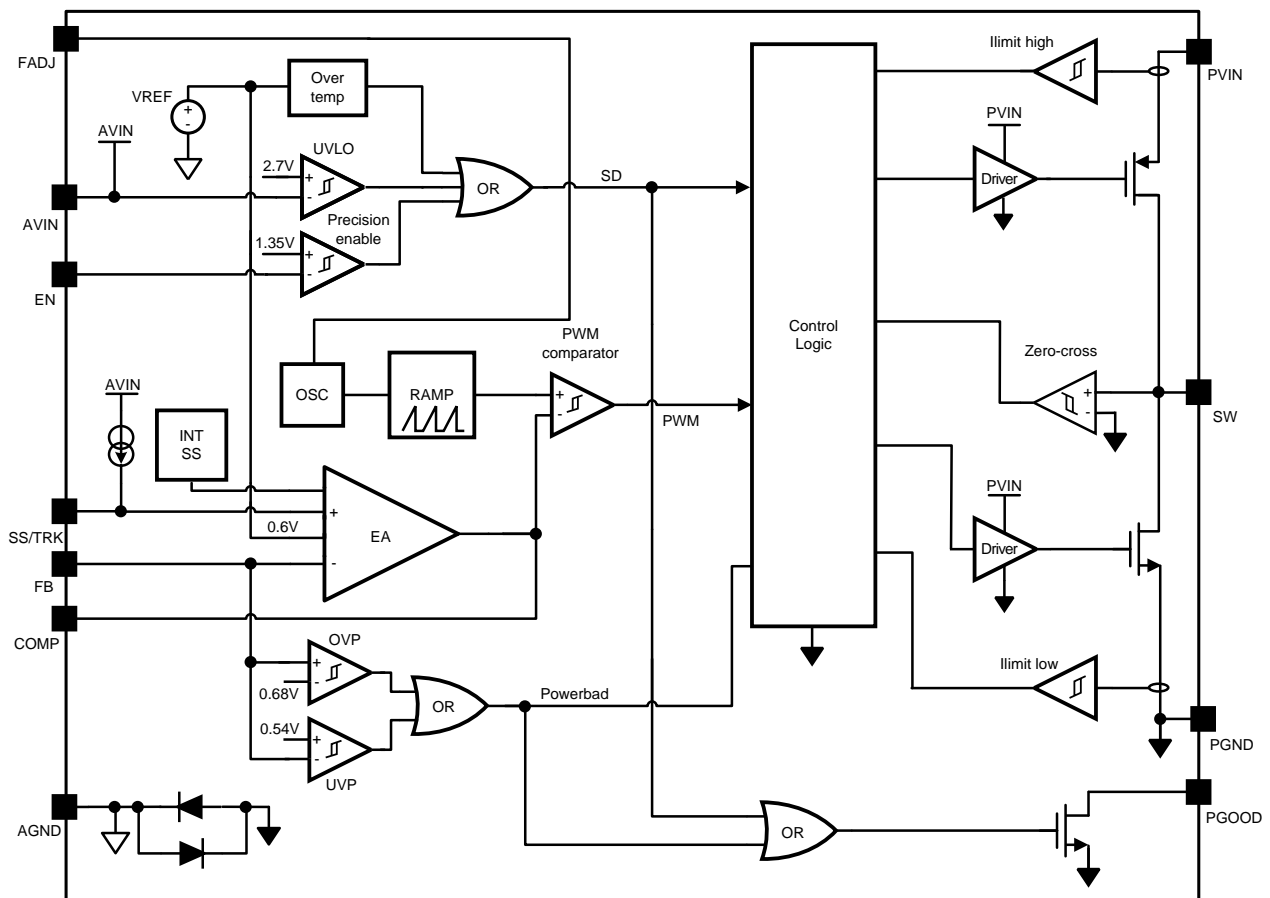 FADJ
VREF
+
-
Over
temp
Ilimit high
PVIN
AVIN
UVLO
2.7V
+
-
OR
SD
PVIN
Driver
AVIN
Precision
enable
1.35V
+
-
EN
Control
Logic
PWM
comparator
OSC
RAMP
+
-
PWM
Zero-cross
+
-
SW
AVIN
INT
SS
SS/TRK
+
0.6V
EA
-
FB
COMP
PVIN
Driver
OVP
+
-
0.68V
OR
Powerbad
0.54V
+
-
UVP
Ilimit low
PGND
AGND
OR
PGOOD